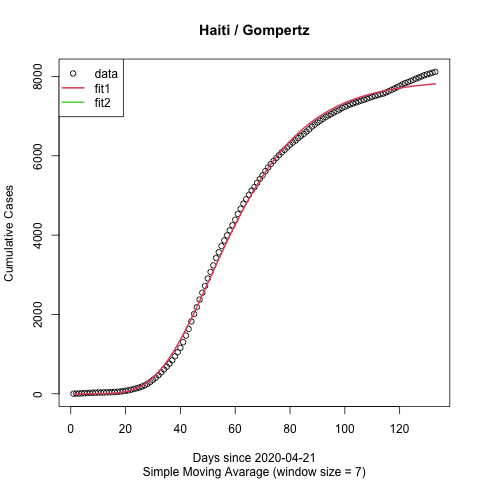 Haiti / Gompertz
data
fit1
fit2
Cumulative Cases
8000
6000
4000
2000
0
0 20 40 60 80 100 120
Days since 2020-04-21
Simple Moving Avarage (window size = 7)